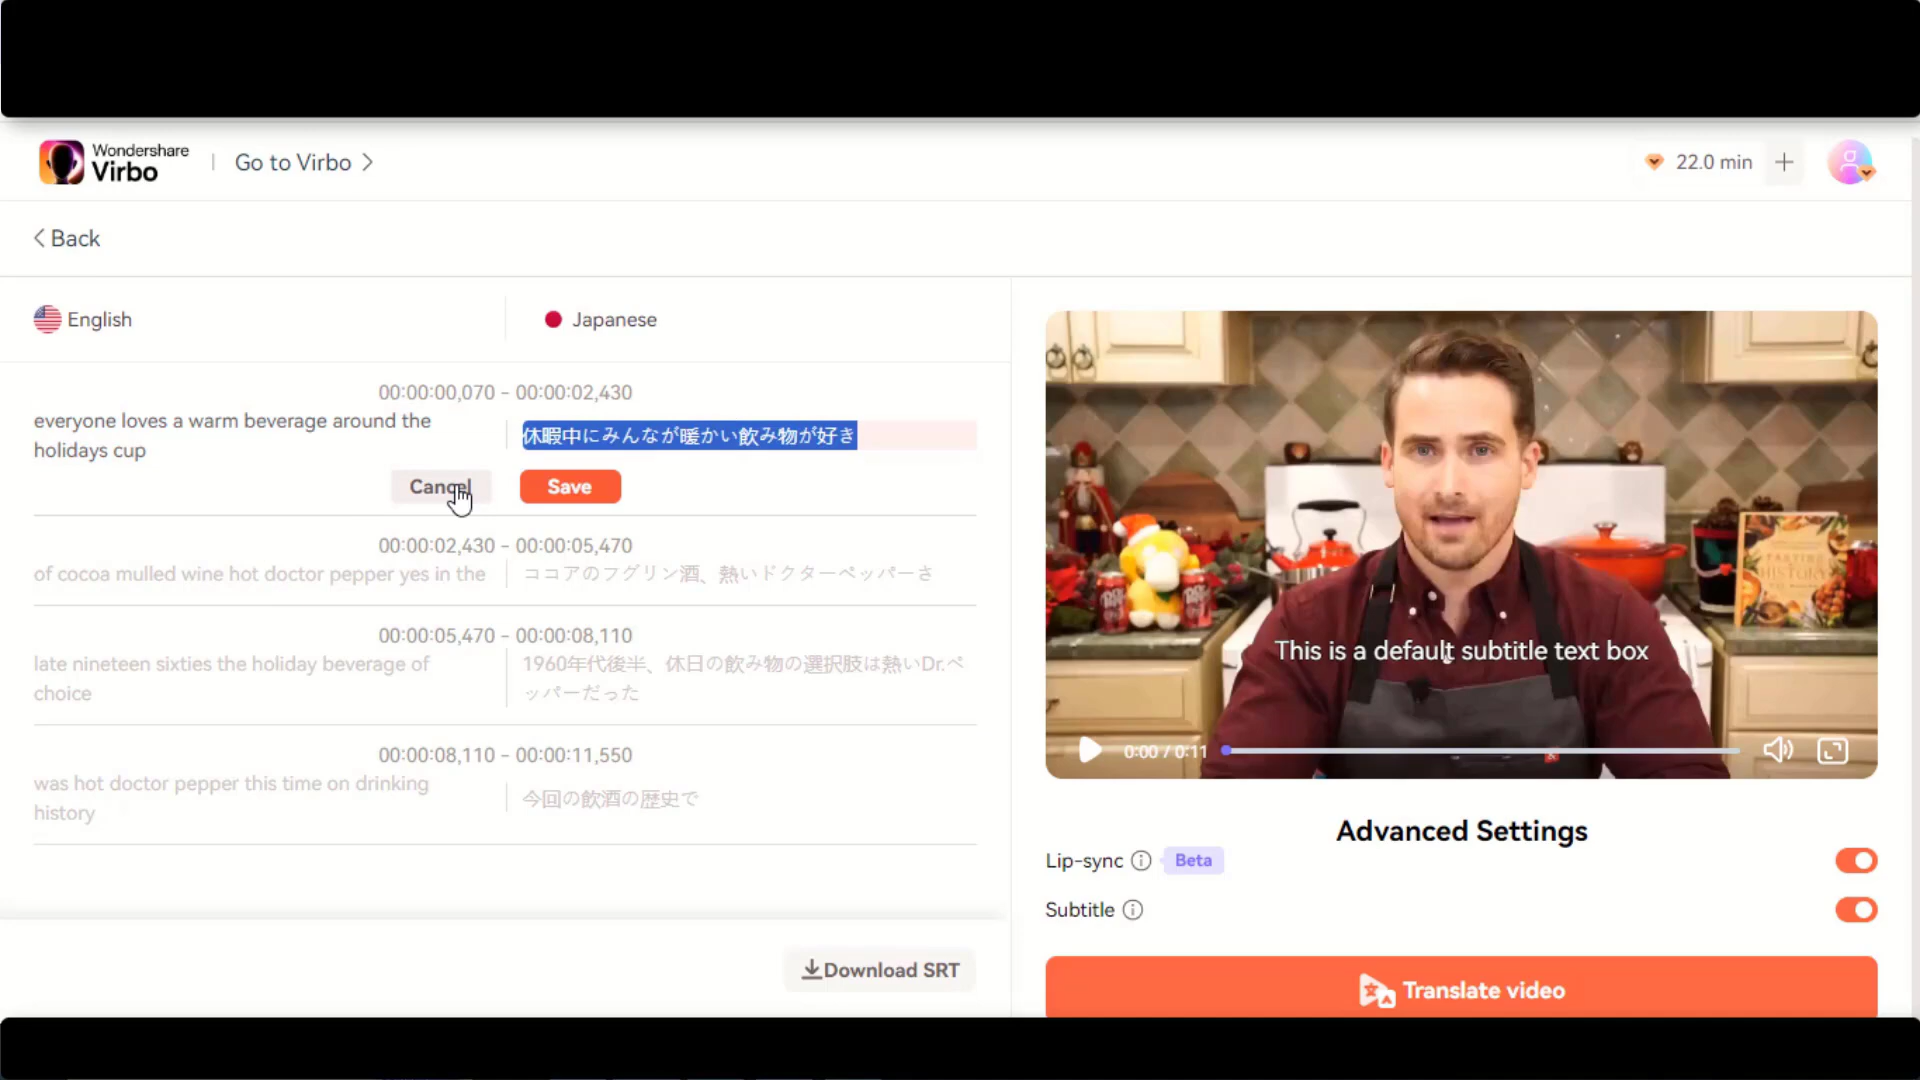 Wondershare
Virbo
Go to Virbo
22.0 min
Back
English
Japanese
00:00:00,070 - 00:00:02,430
everyone loves a warm beverage around the
holidays cup
休暇中にみんなが暖かい飲み物が好き
Cancel
Save
00:00:02,430 - 00:00:05,470
of cocoa mulled wine hot doctor pepper yes in the
ココアのフグリン酒、熱いドクターペッパーさ
00:00:05,470 - 00:00:08,110
late nineteen sixties the holiday beverage of
choice
1960年代後半、休日の飲み物の選択肢は熱いDr.ペ
ッパーだった
00:00:08,110 - 00:00:11,550
was hot doctor pepper this time on drinking
history
今回の飲酒の歴史で
Download SRT
TASTING
HISTORY
This is a default subtitle text box
0:00 / 0:11
Advanced Settings
Lip-sync
Beta
Subtitle
Translate video